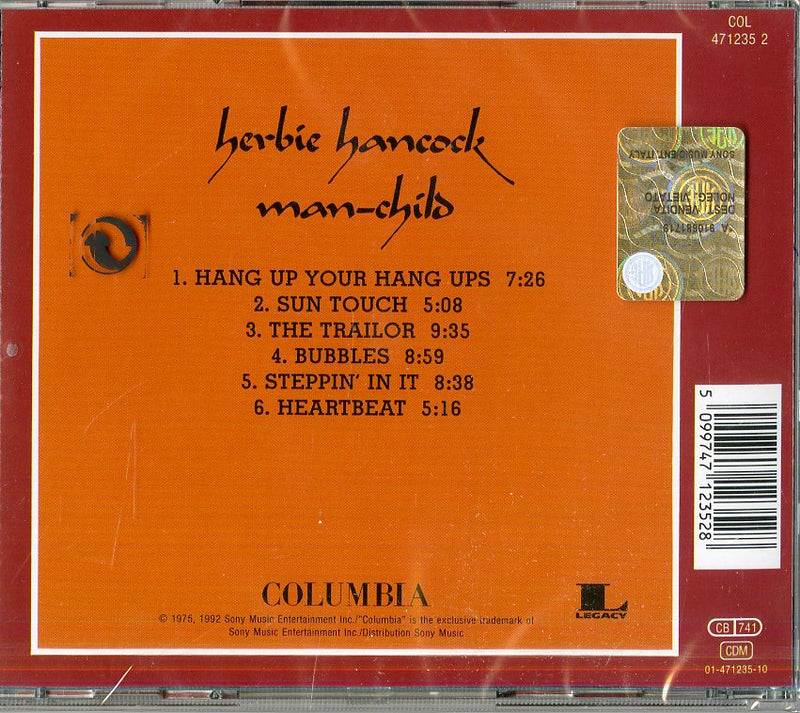 COL
471235 2
herbie hancock
man-child
1. HANG UP YOUR HANG UPS 7:26
2. SUN TOUCH 5:08
3. THE TRAILOR 9:35
4. BUBBLES 8:59
5. STEPPIN' IN IT 8:38
6. HEARTBEAT 5:16
SONY MUSIC ENT. ITALY
DEST. VENDITA
NOLEG. VIETATO
*A 910681719
5 099747 123528
COLUMBIA
L
LEGACY
© 1975, 1992 Sony Music Entertainment Inc./"Columbia" is the exclusive trademark of
Sony Music Entertainment Inc./Distribution Sony Music
CB 741
CDM
01-471235-10